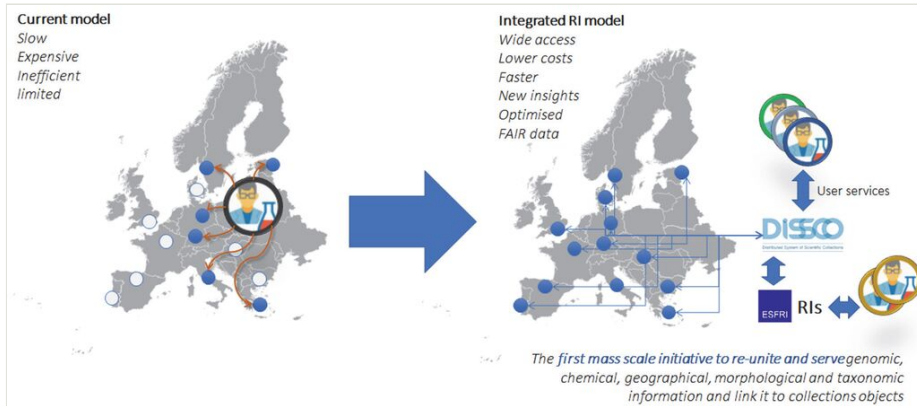 Current model
Slow
Expensive
Inefficient
limited
Integrated RI model
Wide access
Lower costs
Faster
New insights
Optimised
FAIR data
User services
DiSSCo
Distributed System of Scientific Collections
ESFRI
RIs
The first mass scale initiative to re-unite and serve genomic,
chemical, geographical, morphological and taxonomic
information and link it to collections objects